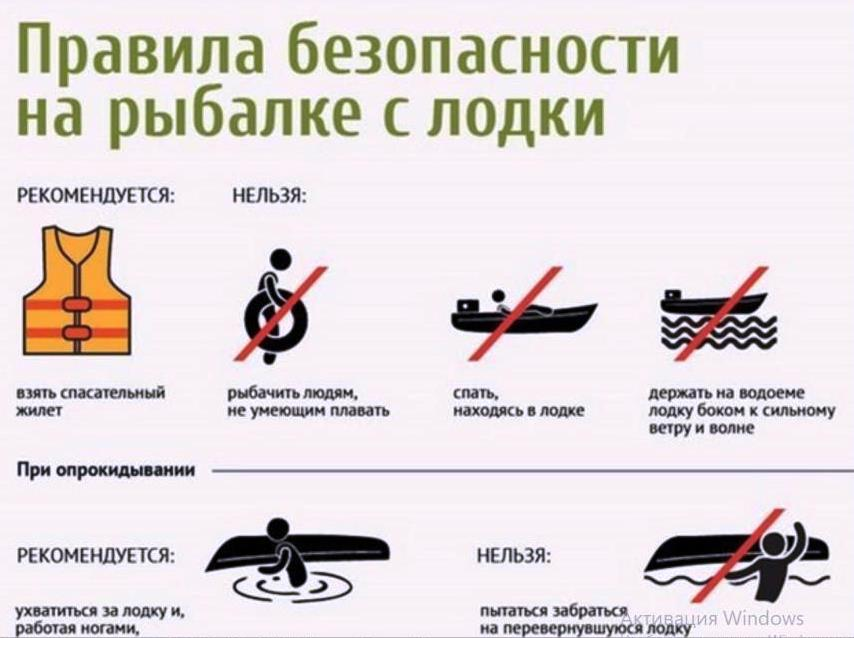 Правила безопасности
на рыбалке с лодки
РЕКОМЕНДУЕТСЯ:
НЕЛЬЗЯ:
взять спасательный
жилет
рыбачить людям,
не умеющим плавать
спать,
находясь в лодке
держать на водоеме
лодку боком к сильному
ветру и волне
При опрокидывании
РЕКОМЕНДУЕТСЯ:
ухватиться за лодку и,
работая ногами,
НЕЛЬЗЯ:
пытаться забраться
на перевернувшуюся лодку
Активация Windows